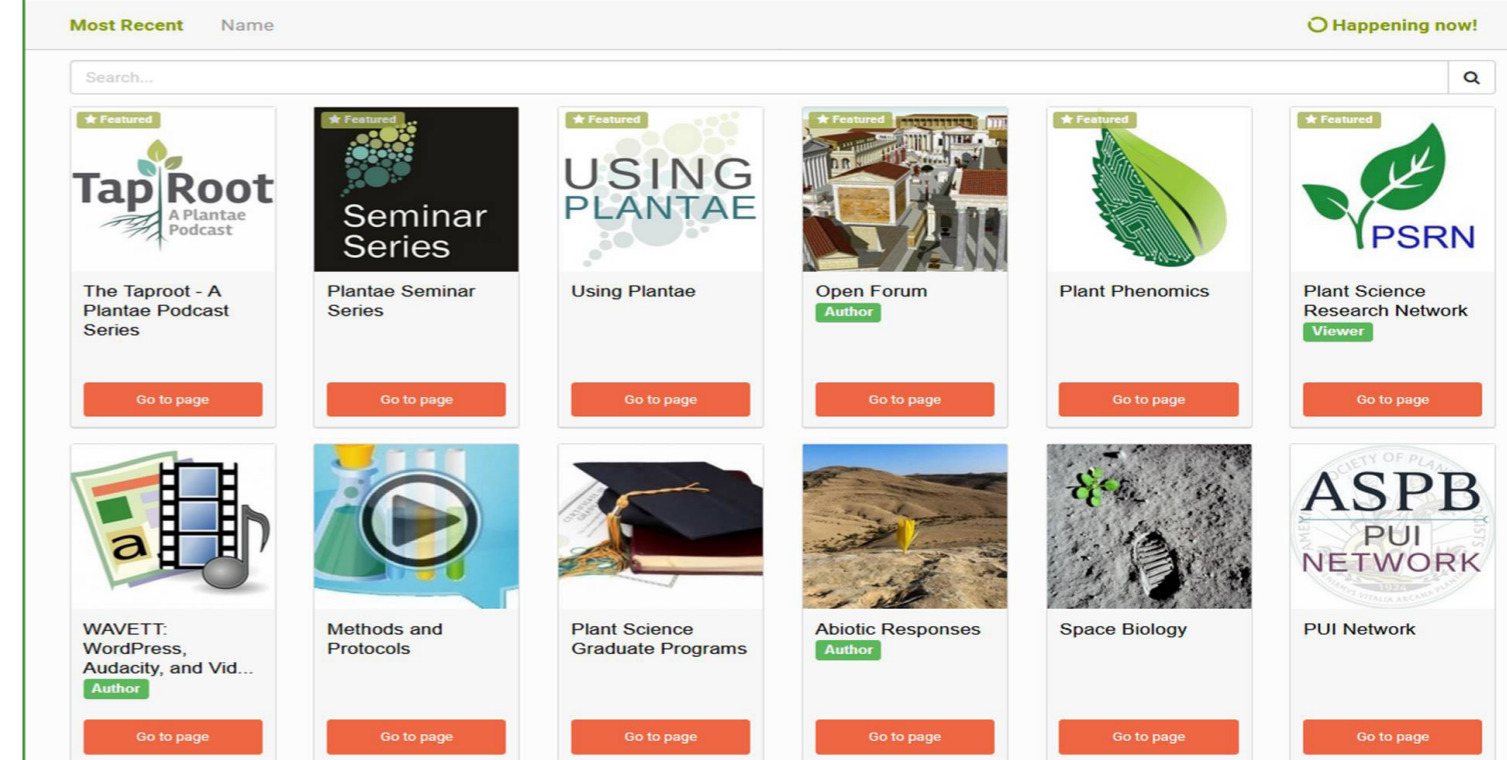 Most Recent Name Happening now!
Search...
Featured Featured Featured Featured Featured Featured
TapRoot
A Plantae
Podcast
The Taproot - A
Plantae Podcast
Series
Go to page
Seminar
Series
Plantae Seminar
Series
Go to page
USING
PLANTAE
Using Plantae
Go to page
Open Forum
Author
Go to page
Plant Phenomics
Go to page
PSRN
Plant Science
Research Network
Viewer
Go to page
a
WAVETT:
WordPress,
Audacity, and Vid...
Author
Go to page
Methods and
Protocols
Go to page
Plant Science
Graduate Programs
Go to page
Abiotic Responses
Author
Go to page
Space Biology
Go to page
ASPB
PUI
NETWORK
PUI Network
Go to page